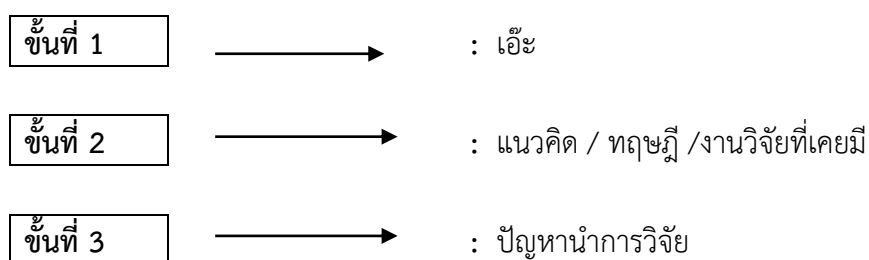 ขั้นที่ 1 : เอ๊ะ
ขั้นที่ 2 : แนวคิด / ทฤษฎี /งานวิจัยที่เคยมี
ขั้นที่ 3 : ปัญหานำการวิจัย